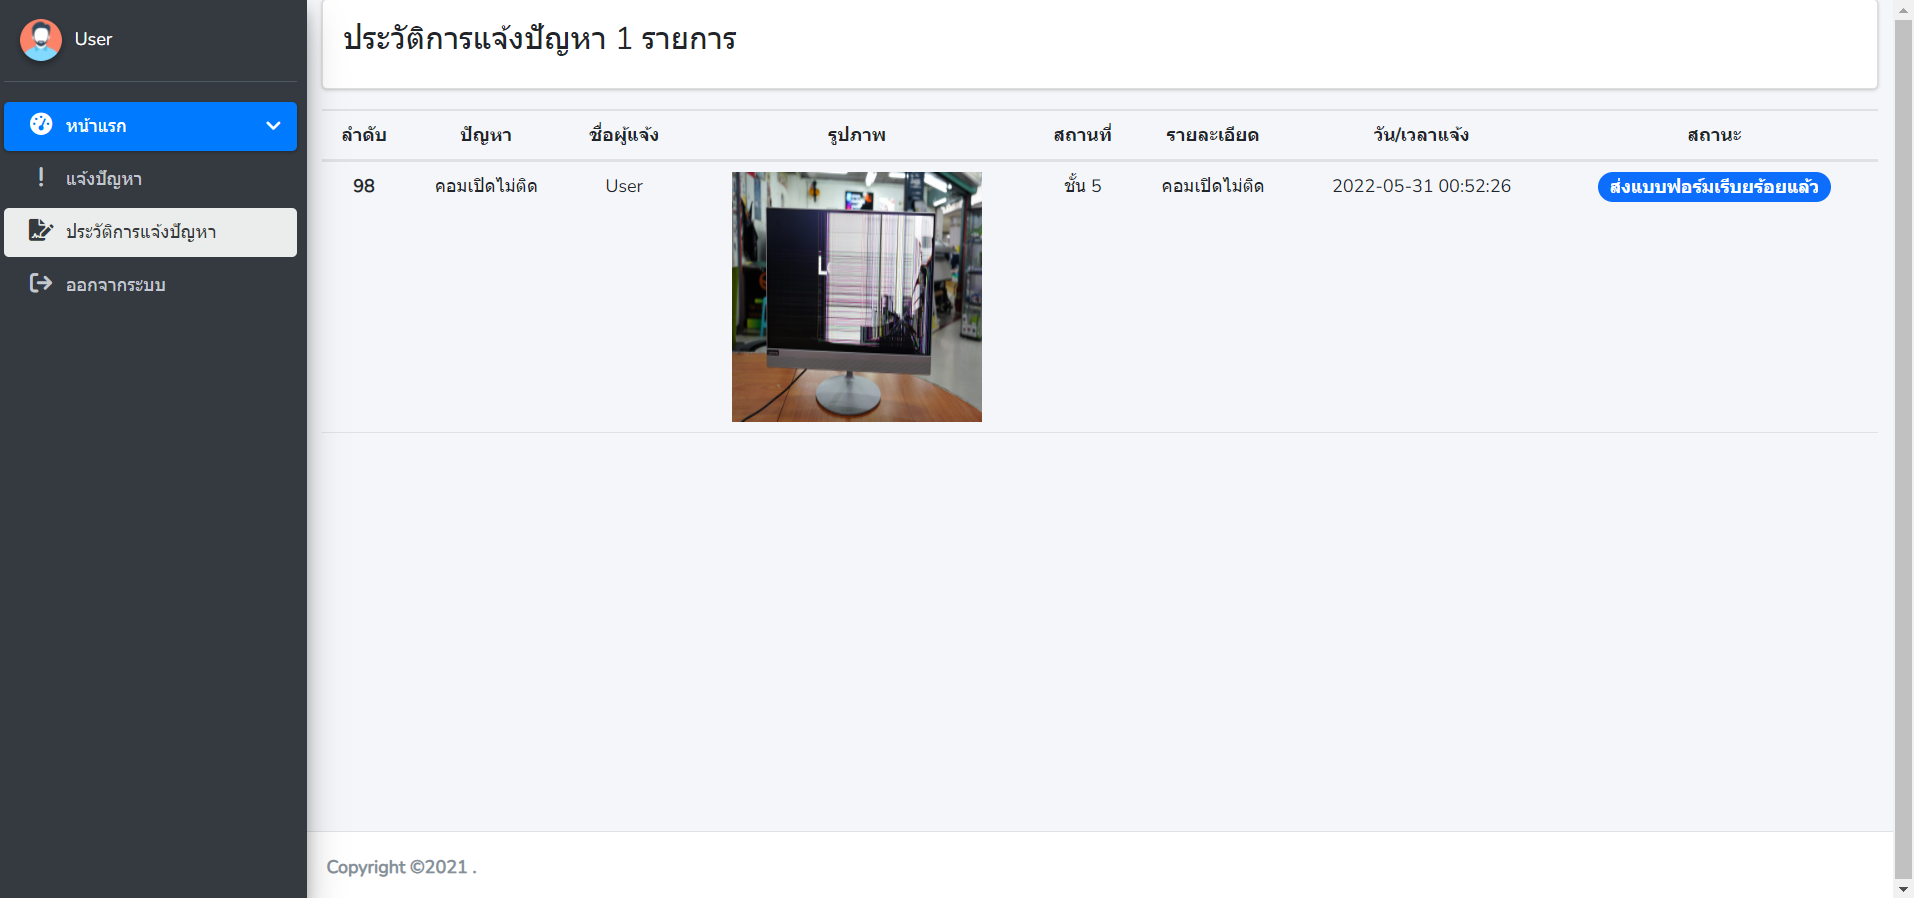 User
หน้าแรก
แจ้งปัญหา
ประวัติการแจ้งปัญหา
ออกจากระบบ
ประวัติการแจ้งปัญหา 1 รายการ
ลำดับ ปัญหา ชื่อผู้แจ้ง รูปภาพ สถานที่ รายละเอียด วัน/เวลาแจ้ง สถานะ
98 คอมเปิดไม่ติด User ชั้น 5 คอมเปิดไม่ติด 2022-05-31 00:52:26 ส่งแบบฟอร์มเรีบยร้อยแล้ว
Copyright ©2021 .